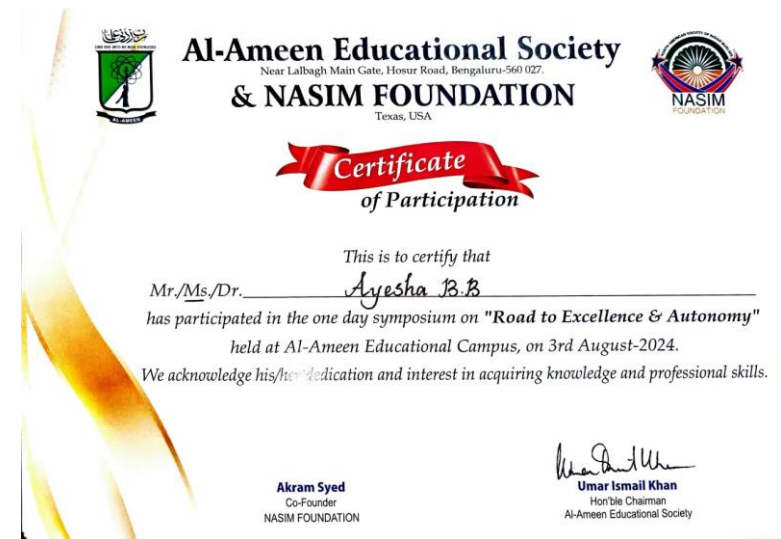 Al-Ameen Educational Society
Near Lalbagh Main Gate, Hosur Road, Bengaluru-560 027.
& NASIM FOUNDATION
Texas, USA
AL-AMEEN
NASIM
FOUNDATION
Certificate
of Participation
This is to certify that
Mr./Ms./Dr. Ayesha B.B
has participated in the one day symposium on "Road to Excellence & Autonomy"
held at Al-Ameen Educational Campus, on 3rd August-2024.
We acknowledge his/her dedication and interest in acquiring knowledge and professional skills.
Akram Syed
Co-Founder
NASIM FOUNDATION
Umar Ismail Khan
Hon'ble Chairman
Al-Ameen Educational Society